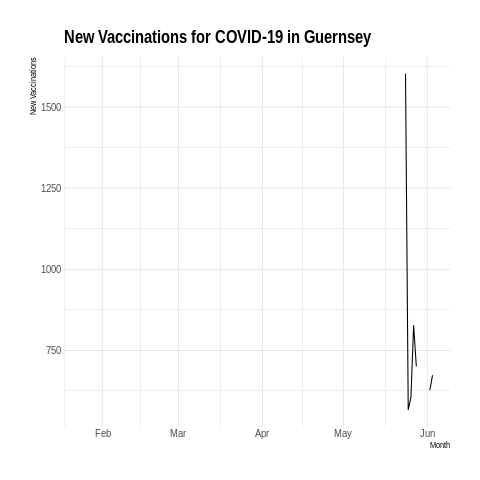 New Vaccinations for COVID-19 in Guernsey
New Vaccinations
1500
1250
1000
750
Feb Mar Apr May Jun
Month